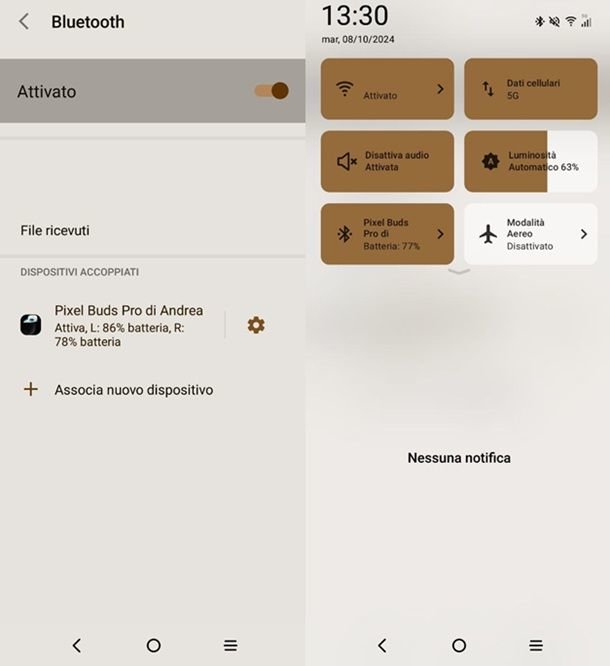 Bluetooth
Attivato
File ricevuti
DISPOSITIVI ACCOPPIATI
Pixel Buds Pro di Andrea
Attiva, L: 86% batteria, R:
78% batteria
Associa nuovo dispositivo
13:30
mar, 08/10/2024
Attivato
Dati cellulari
5G
Disattiva audio
Attivata
A
Luminosità
Automatico 63%
Pixel Buds
Pro di
Batteria: 77%
Modalità
Aereo
Disattivato
Nessuna notifica